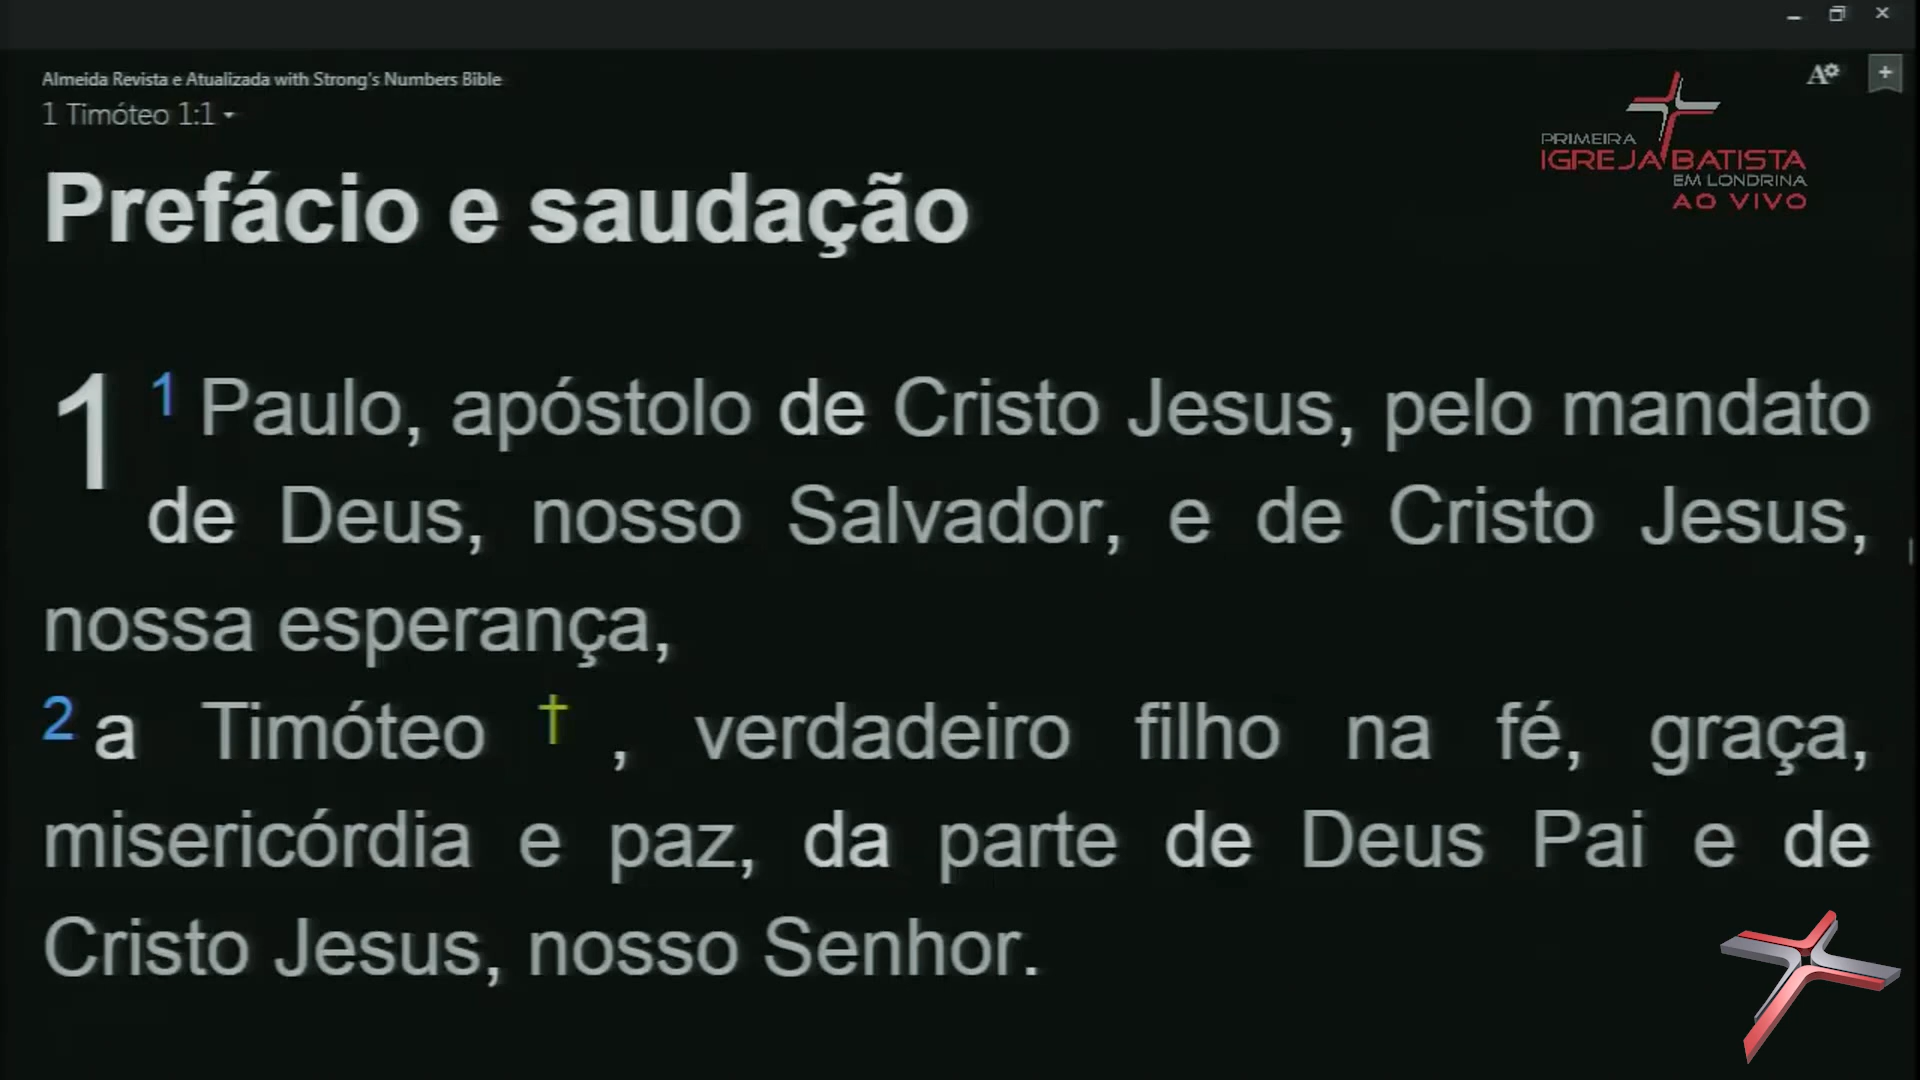 Almeida Revista e Atualizada with Strong's Numbers Bible
1 Timóteo 1:1
PRIMEIRA
IGREJA BATISTA
EM LONDRINA
AO VIVO
Prefácio e saudação
1 1 Paulo, apóstolo de Cristo Jesus, pelo mandato
de Deus, nosso Salvador, e de Cristo Jesus,
nossa esperança,
2 a Timóteo † , verdadeiro filho na fé, graça,
misericórdia e paz, da parte de Deus Pai e de
Cristo Jesus, nosso Senhor.